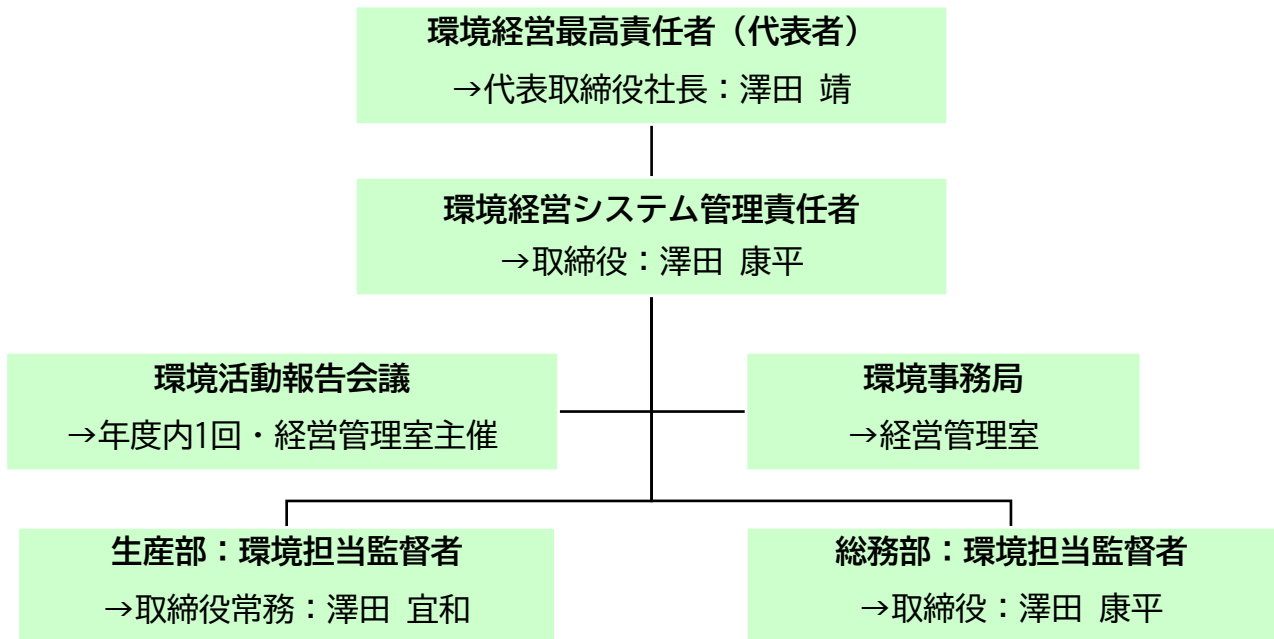 環境経営最高責任者（代表者）
→代表取締役社長：澤田 靖
環境経営システム管理責任者
→取締役：澤田 康平
環境活動報告会議
→年度内1回・経営管理室主催
環境事務局
→経営管理室
生産部：環境担当監督者
→取締役常務：澤田 宜和
総務部：環境担当監督者
→取締役：澤田 康平